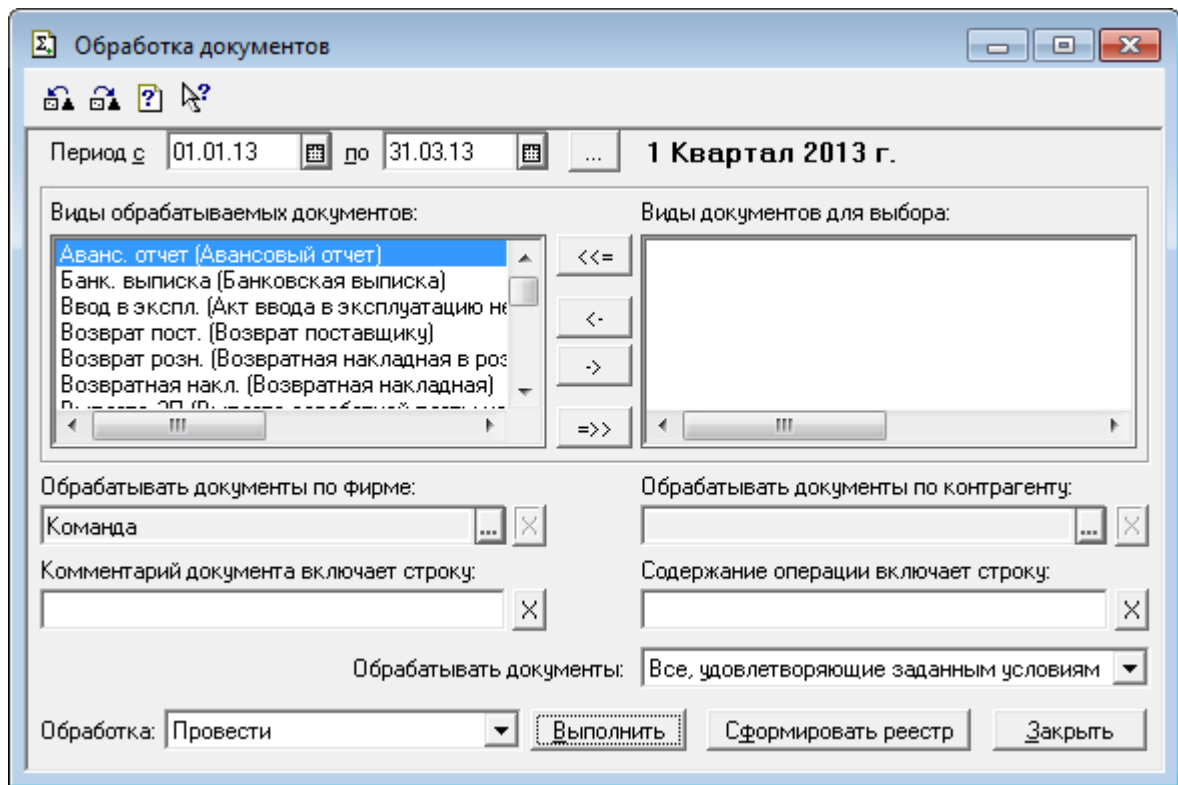 Обработка документов
Период с 01.01.13 по 31.03.13 ... 1 Квартал 2013 г.
Виды обрабатываемых документов:
Виды документов для выбора:
Аванс. отчет (Авансовый отчет)
Банк. выписка (Банковская выписка)
Ввод в экспл. (Акт ввода в эксплуатацию не
Возврат пост. (Возврат поставщику)
Возврат розн. (Возвратная накладная в роз
Возвратная накл. (Возвратная накладная)
<<=
<-
->
=>>
Обрабатывать документы по фирме:
Обрабатывать документы по контрагенту:
Команда ... X
... X
Комментарий документа включает строку:
Содержание операции включает строку:
X
X
Обрабатывать документы: Все, удовлетворяющие заданным условиям
Обработка: Провести Выполнить Сформировать реестр Закрыть